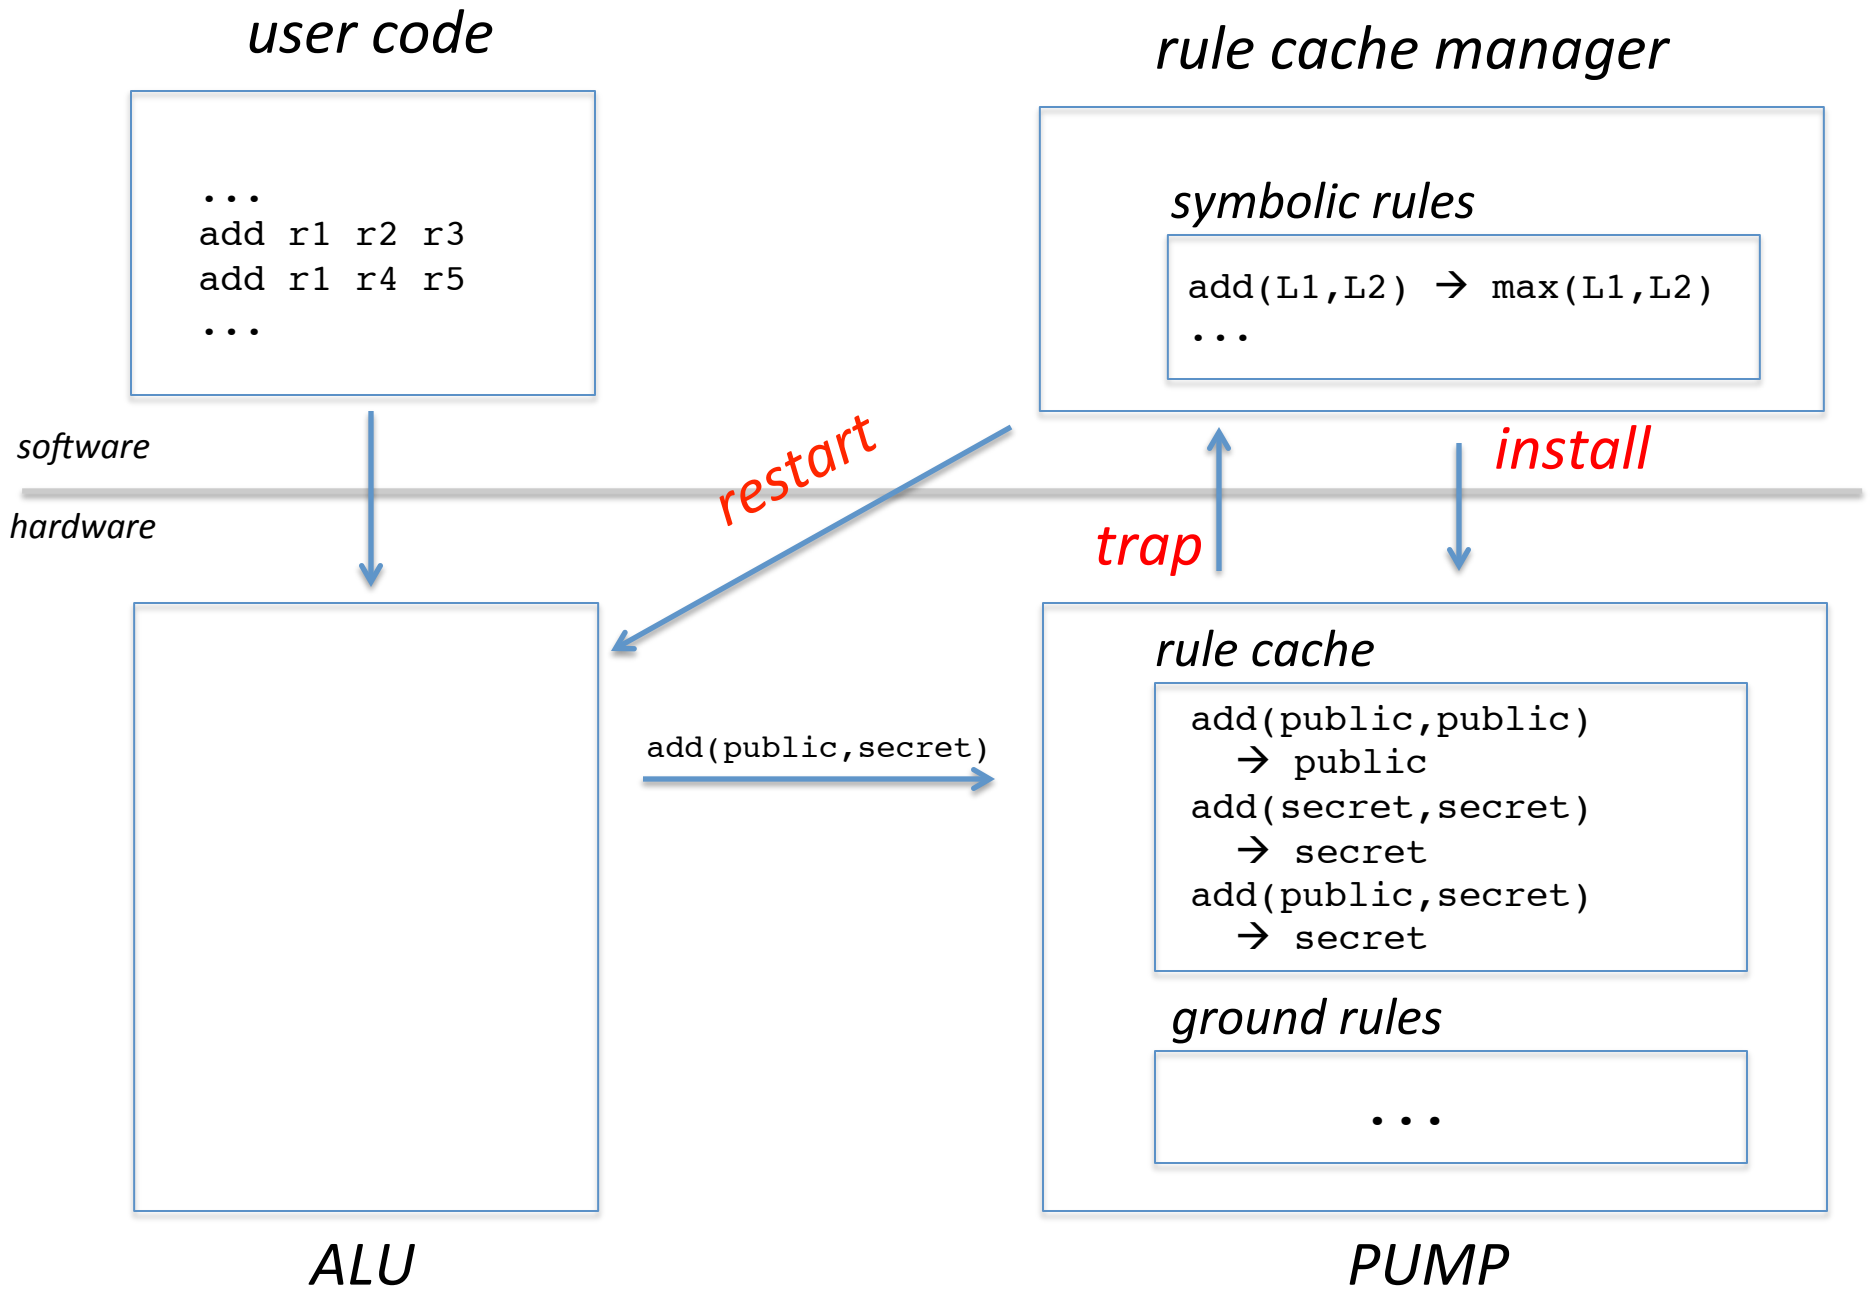 user code
rule cache manager
...
add r1 r2 r3
add r1 r4 r5
...
symbolic rules
add(L1,L2) → max(L1,L2)
...
software
hardware
restart
trap
install
add(public,secret)
rule cache
add(public,public)
→ public
add(secret,secret)
→ secret
add(public,secret)
→ secret
ground rules
...
ALU
PUMP